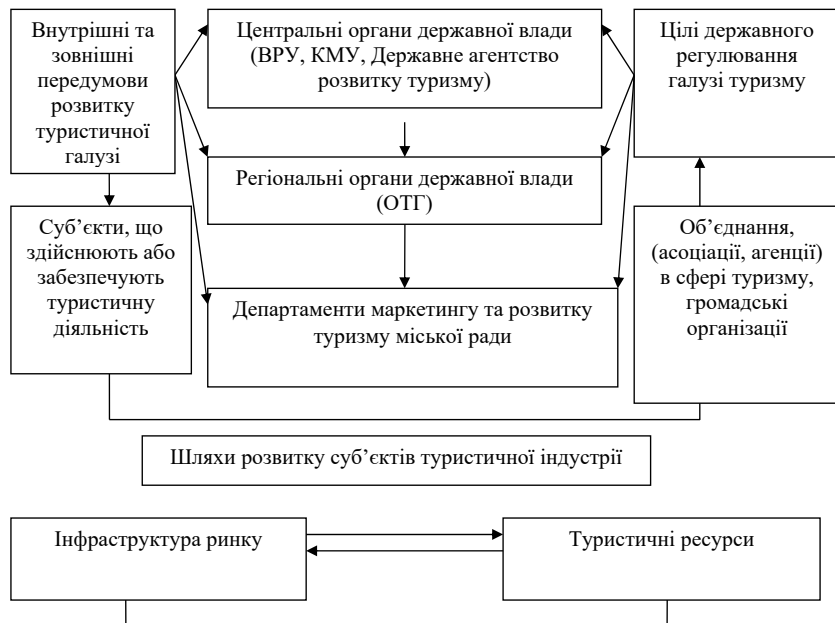 Внутрішні та
зовнішні
передумови
розвитку
туристичної
галузі
Центральні органи державної влади
(ВРУ, КМУ, Державне агентство
розвитку туризму)
Цілі державного
регулювання
галузі туризму
Регіональні органи державної влади
(ОТГ)
Суб’єкти, що
здійснюють або
забезпечують
туристичну
діяльність
Департаменти маркетингу та розвитку
туризму міської ради
Об’єднання,
(асоціації, агенції)
в сфері туризму,
громадські
організації
Шляхи розвитку суб’єктів туристичної індустрії
Інфраструктура ринку
Туристичні ресурси